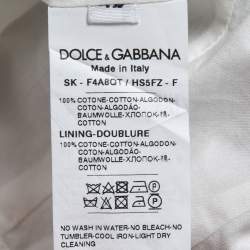 DOLCE & GABBANA
Made in Italy
SK - F4A8QT / HS5FZ - F
100% COTONE-COTTON-ALGODON-
COTON-ALGODÃO-
BAUMWOLLE-ХЛОПОК-棉-
COTTON
LINING-DOUBLURE
100% COTONE-COTTON-ALGODON-
COTON-ALGODÃO-
BAUMWOLLE-ХЛОПОК-棉-
COTTON
NO WASH IN WATER-NO BLEACH-NO
TUMBLER-COOL IRON-LIGHT DRY
CLEANING